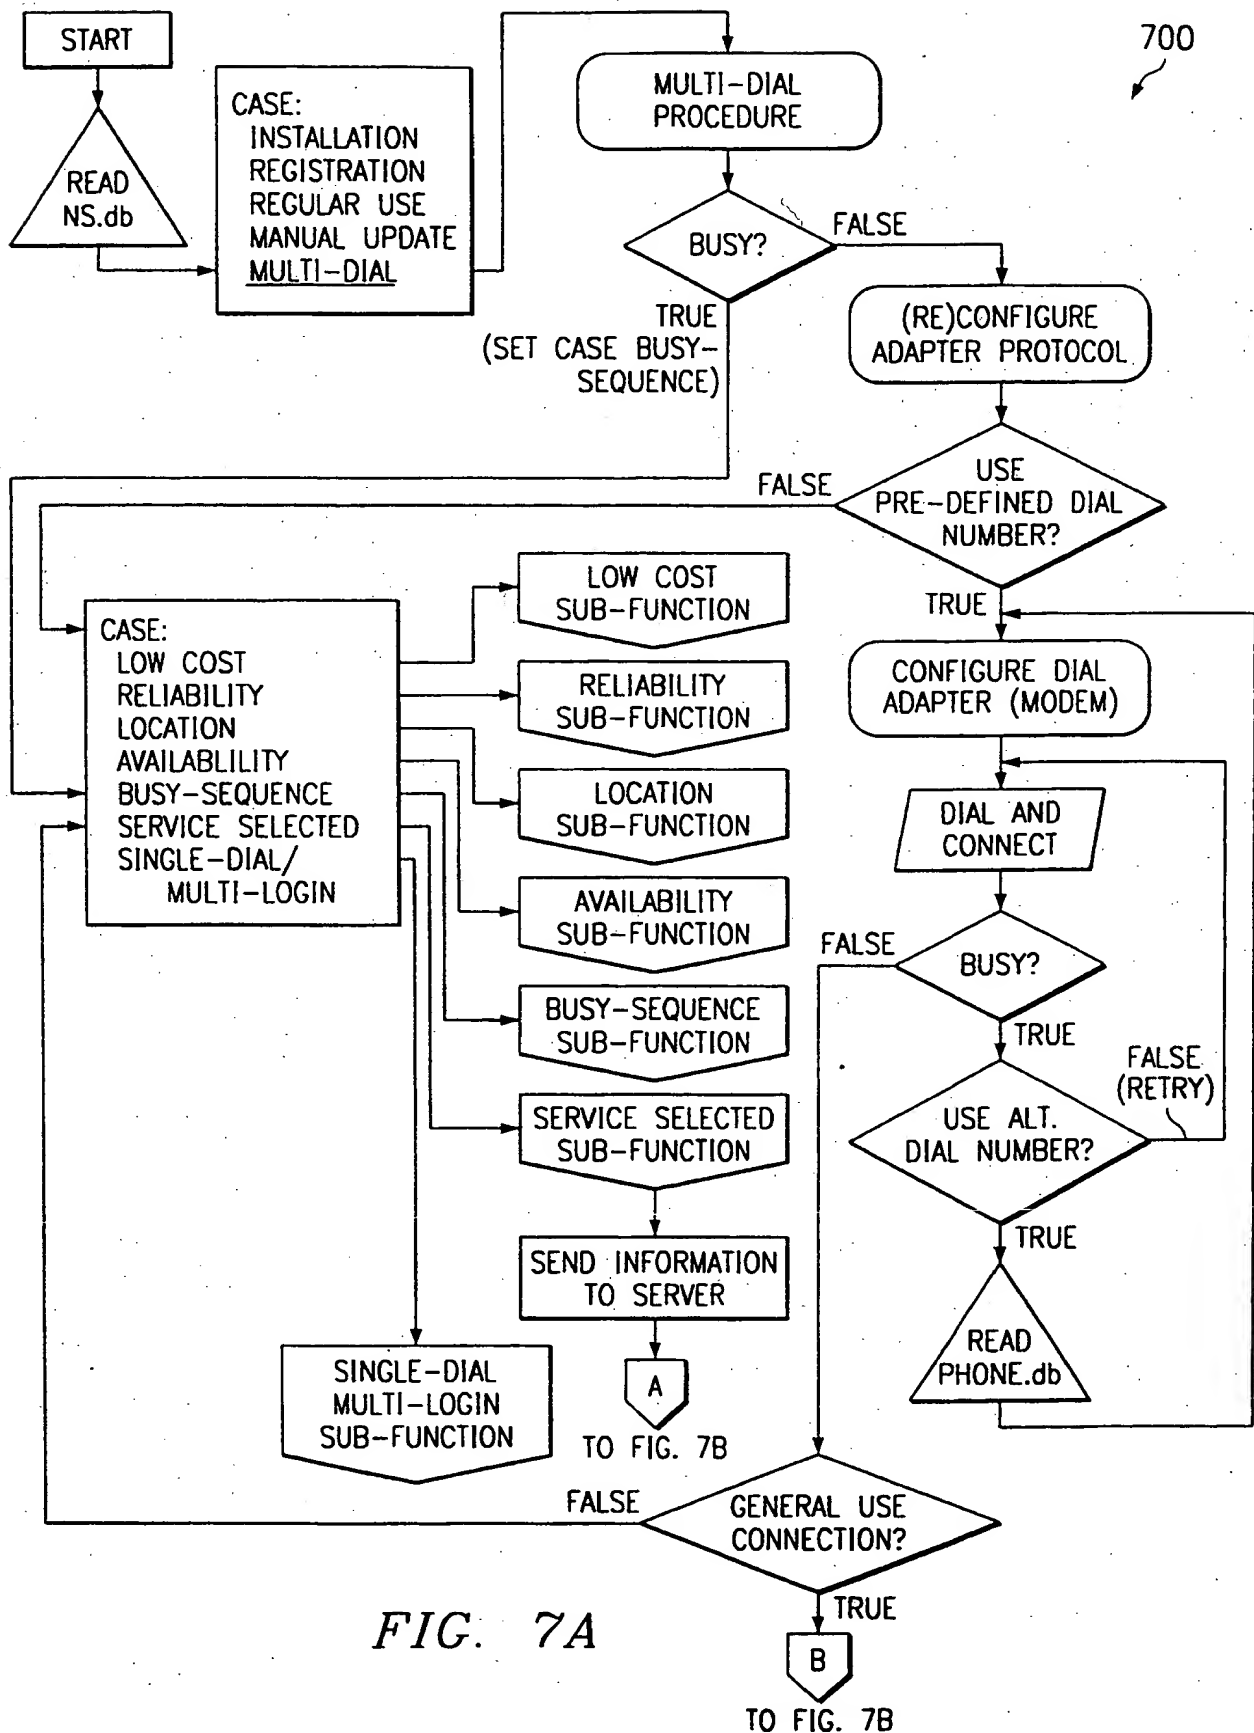 START
700
READ
NS.db
CASE:
INSTALLATION
REGISTRATION
REGULAR USE
MANUAL UPDATE
MULTI-DIAL
MULTI-DIAL
PROCEDURE
BUSY?
FALSE
TRUE
(SET CASE BUSY-
SEQUENCE)
(RE)CONFIGURE
ADAPTER PROTOCOL
USE
PRE-DEFINED DIAL
NUMBER?
FALSE
TRUE
CASE:
LOW COST
RELIABILITY
LOCATION
AVAILABLILITY
BUSY-SEQUENCE
SERVICE SELECTED
SINGLE-DIAL/
MULTI-LOGIN
LOW COST
SUB-FUNCTION
RELIABILITY
SUB-FUNCTION
LOCATION
SUB-FUNCTION
AVAILABILITY
SUB-FUNCTION
BUSY-SEQUENCE
SUB-FUNCTION
SERVICE SELECTED
SUB-FUNCTION
SEND INFORMATION
TO SERVER
A
TO FIG. 7B
SINGLE-DIAL
MULTI-LOGIN
SUB-FUNCTION
CONFIGURE DIAL
ADAPTER (MODEM)
DIAL AND
CONNECT
BUSY?
FALSE
TRUE
USE ALT.
DIAL NUMBER?
FALSE
(RETRY)
TRUE
READ
PHONE.db
GENERAL USE
CONNECTION?
FALSE
TRUE
B
TO FIG. 7B
FIG. 7A